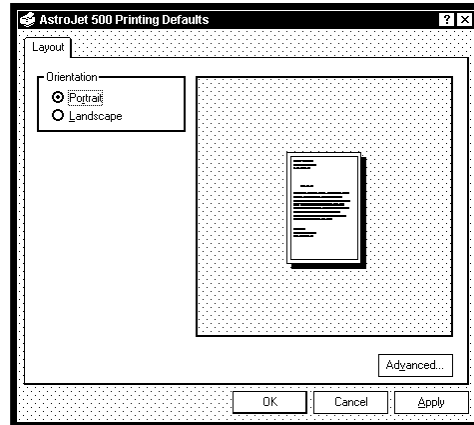 AstroJet 500 Printing Defaults
Layout
Orientation
Portrait
Landscape
Advanced...
OK
Cancel
Apply